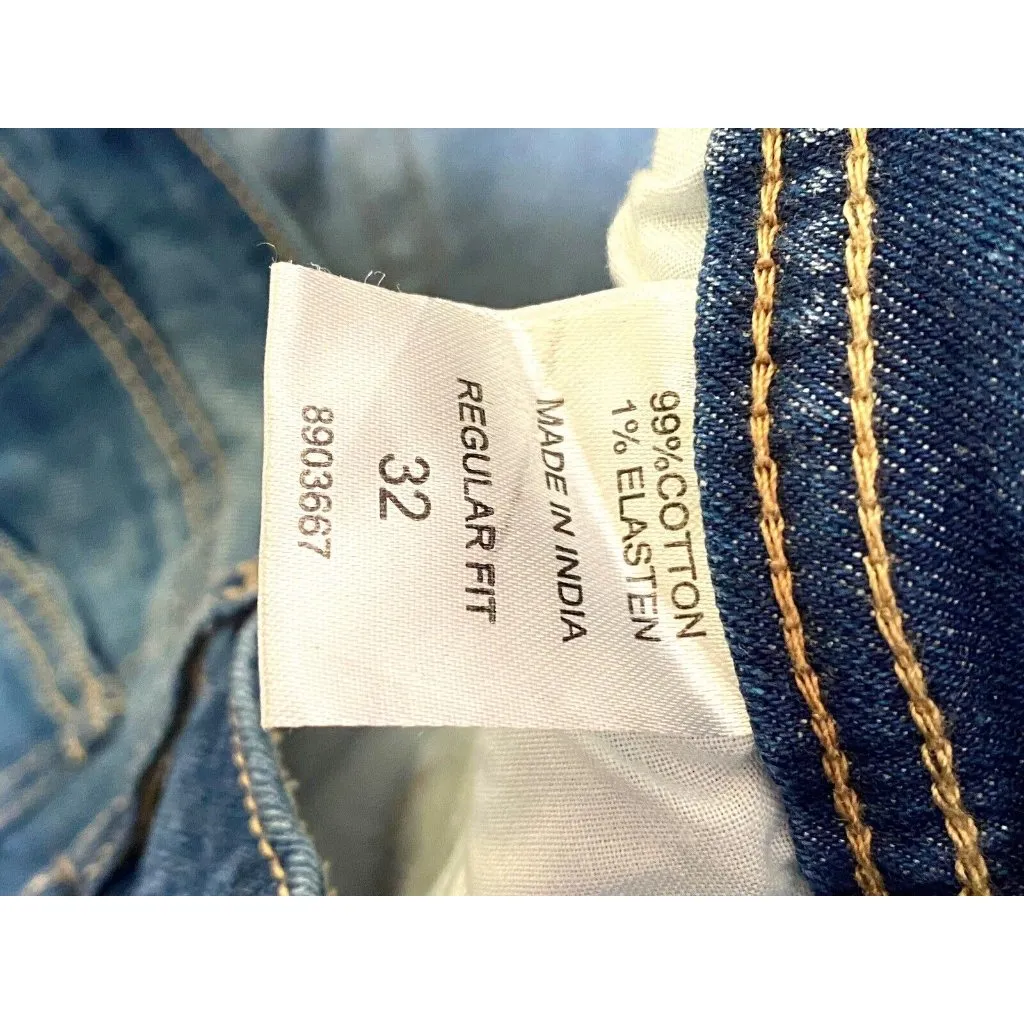 99%COTTON
1% ELASTEN
MADE IN INDIA
REGULAR FIT
32
8903667